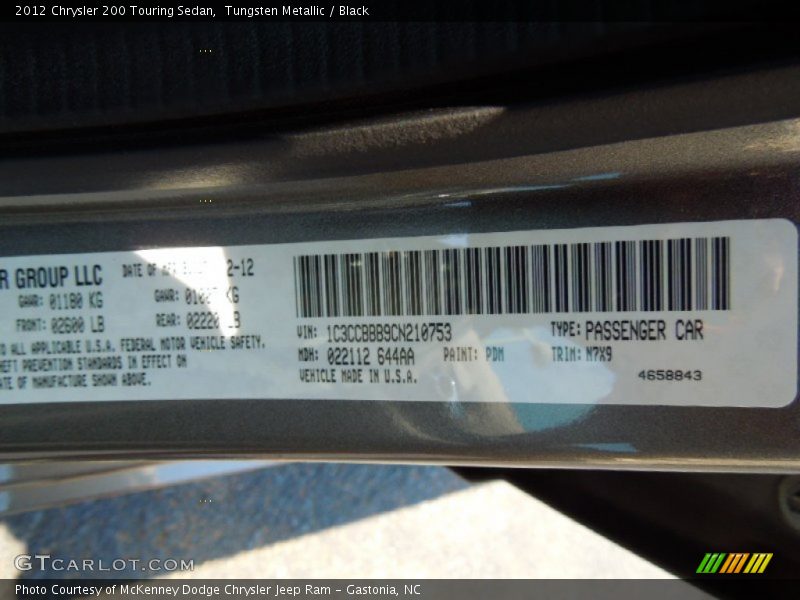 2012 Chrysler 200 Touring Sedan, Tungsten Metallic / Black
R GROUP LLC
DATE OF 2-12
GAWR: 01180 KG
GAWR: KG
FRONT: 02600 LB
REAR: 02220 LB
O ALL APPLICABLE U.S.A. FEDERAL MOTOR VEHICLE SAFETY,
HEFT PREVENTION STANDARDS IN EFFECT ON
ATE OF MANUFACTURE SHOWN ABOVE.
VIN: 1C3CCBBB9CN210753
TYPE: PASSENGER CAR
MDH: 022112 644AA
PAINT: PDM
TRIM: M7X9
VEHICLE MADE IN U.S.A.
4658843
GTCARLOT.COM
Photo Courtesy of McKenney Dodge Chrysler Jeep Ram - Gastonia, NC